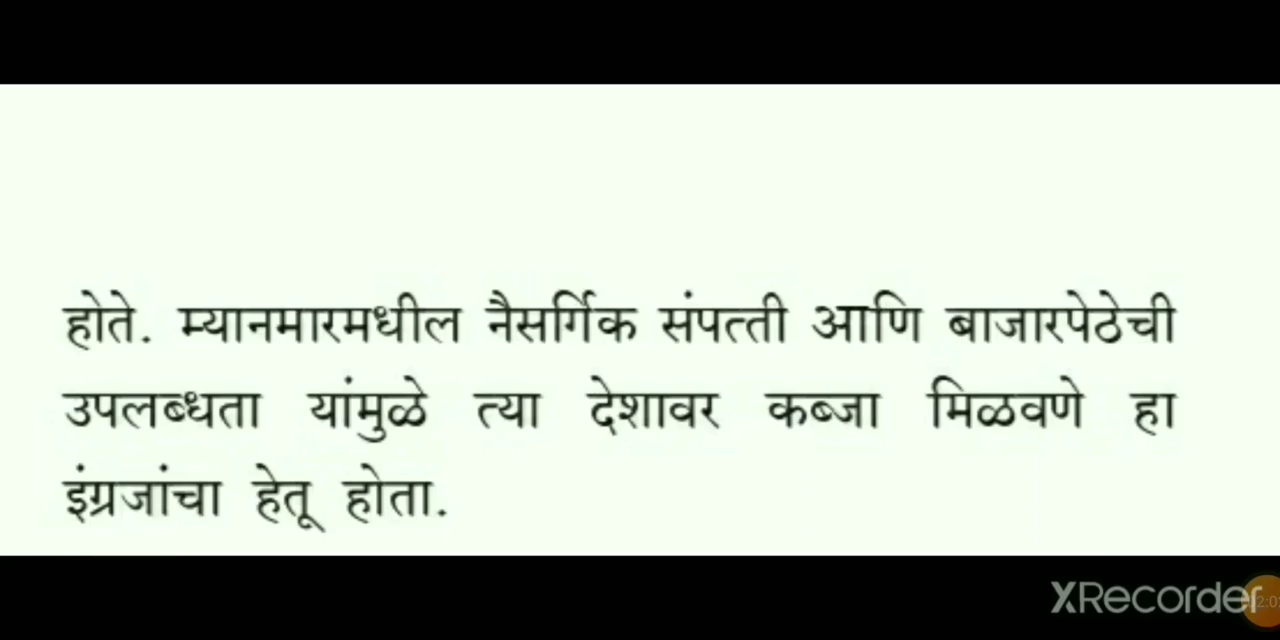 होते. म्यानमारमधील नैसर्गिक संपत्ती आणि बाजारपेठेची
उपलब्धता यांमुळे त्या देशावर कब्जा मिळवणे हा
इंग्रजांचा हेतू होता.
XRecorder